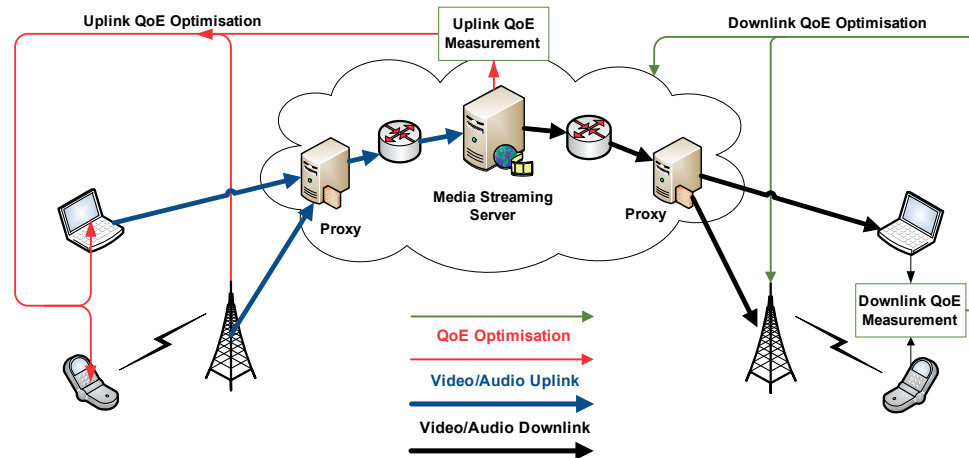 Uplink QoE Optimisation
Uplink QoE
Measurement
Downlink QoE Optimisation
Media Streaming
Server
Proxy
Proxy
Downlink QoE
Measurement
QoE Optimisation
Video/Audio Uplink
Video/Audio Downlink